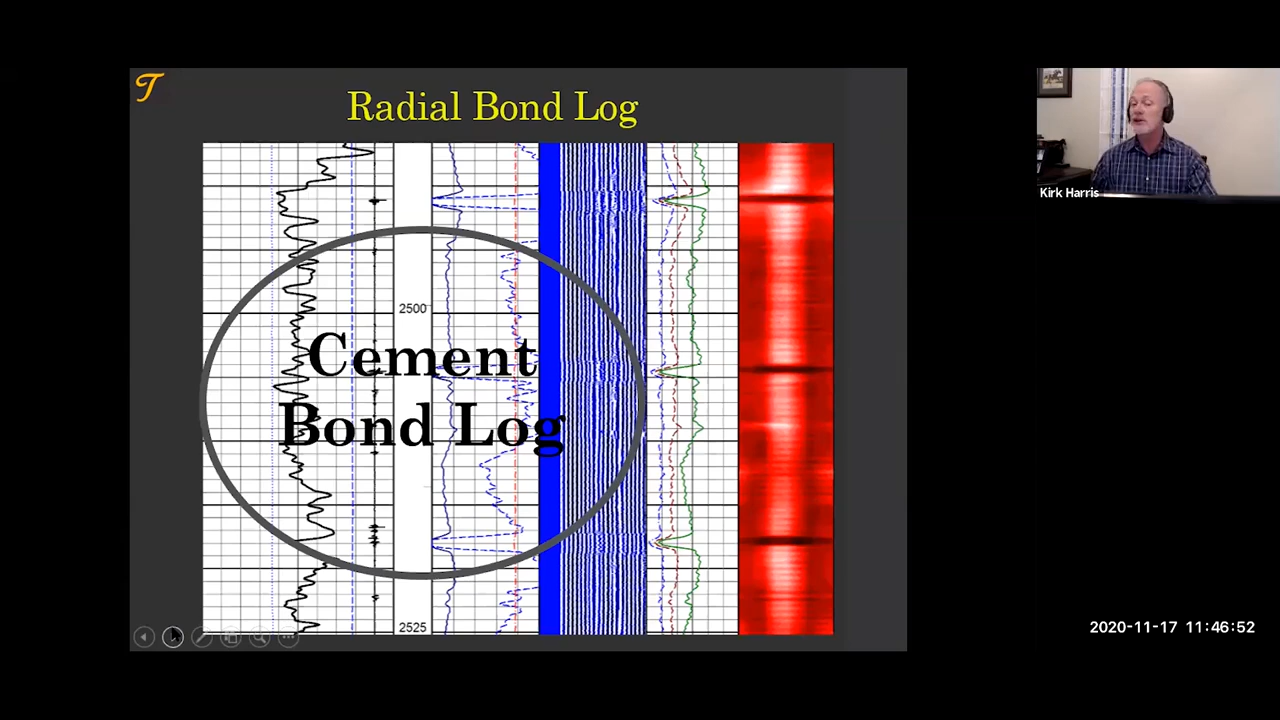 T
Radial Bond Log
2500
Cement
Bond Log
2525
Kirk Harris
2020-11-17 11:46:52